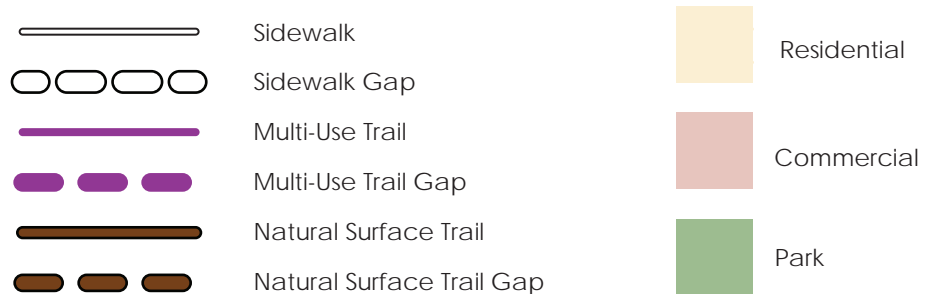 Sidewalk
Sidewalk Gap
Multi-Use Trail
Multi-Use Trail Gap
Natural Surface Trail
Natural Surface Trail Gap
Residential
Commercial
Park